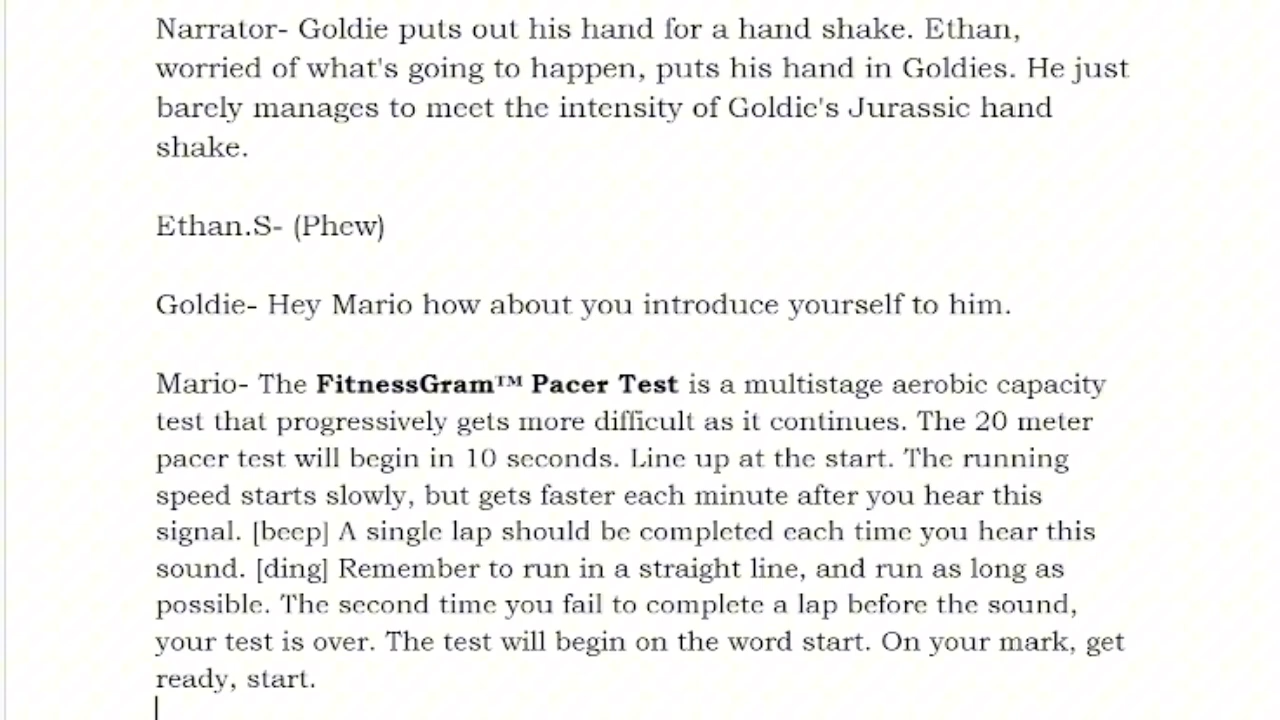 Narrator- Goldie puts out his hand for a hand shake. Ethan,
worried of what's going to happen, puts his hand in Goldies. He just
barely manages to meet the intensity of Goldie's Jurassic hand
shake.
Ethan.S- (Phew)
Goldie- Hey Mario how about you introduce yourself to him.
Mario- The FitnessGram™ Pacer Test is a multistage aerobic capacity
test that progressively gets more difficult as it continues. The 20 meter
pacer test will begin in 10 seconds. Line up at the start. The running
speed starts slowly, but gets faster each minute after you hear this
signal. [beep] A single lap should be completed each time you hear this
sound. [ding] Remember to run in a straight line, and run as long as
possible. The second time you fail to complete a lap before the sound,
your test is over. The test will begin on the word start. On your mark, get
ready, start.